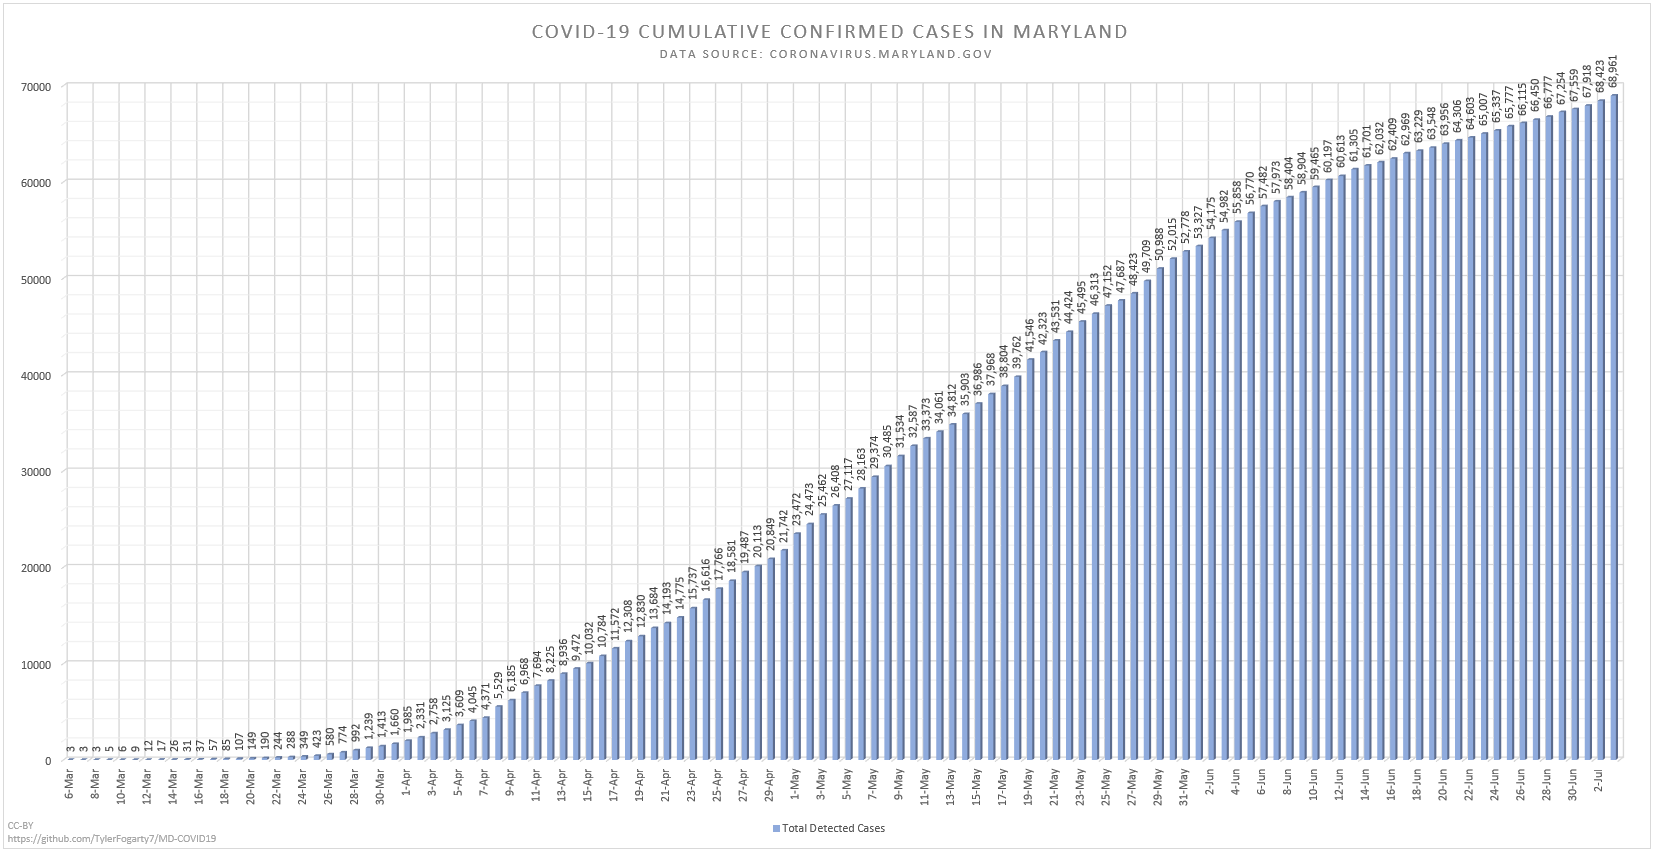 COVID-19 CUMULATIVE CONFIRMED CASES IN MARYLAND
DATA SOURCE: CORONAVIRUS.MARYLAND.GOV
70000
60000
50000
40000
30000
20000
10000
0
3 3 3 5 6 9 12 17 26 31 37 57 85 107 149 190 244 288 349 423 580 774 992 1,239 1,413 1,660 1,985 2,331 2,758 3,125 3,609 4,045 4,371 5,529 6,185 6,968 7,694 8,225 8,936 9,472 10,032 10,784 11,572 12,308 12,830 13,684 14,193 14,775 15,737 16,616 17,766 18,581 19,487 20,113 20,849 21,742 23,472 24,473 25,462 26,408 27,117 28,163 29,374 30,485 31,534 32,587 33,373 34,061 34,812 35,903 36,986 37,968 38,804 39,762 41,546 42,323 43,531 44,424 45,495 46,313 47,152 47,687 48,423 49,709 50,988 52,015 52,778 53,327 54,175 54,982 55,858 56,770 57,482 57,973 58,404 58,904 59,465 60,197 60,613 61,305 61,701 62,032 62,409 62,969 63,229 63,548 63,956 64,306 64,603 65,007 65,337 65,777 66,115 66,450 66,777 67,254 67,559 67,918 68,423 68,961
6-Mar 8-Mar 10-Mar 12-Mar 14-Mar 16-Mar 18-Mar 20-Mar 22-Mar 24-Mar 26-Mar 28-Mar 30-Mar 1-Apr 3-Apr 5-Apr 7-Apr 9-Apr 11-Apr 13-Apr 15-Apr 17-Apr 19-Apr 21-Apr 23-Apr 25-Apr 27-Apr 29-Apr 1-May 3-May 5-May 7-May 9-May 11-May 13-May 15-May 17-May 19-May 21-May 23-May 25-May 27-May 29-May 31-May 2-Jun 4-Jun 6-Jun 8-Jun 10-Jun 12-Jun 14-Jun 16-Jun 18-Jun 20-Jun 22-Jun 24-Jun 26-Jun 28-Jun 30-Jun 2-Jul
Total Detected Cases
CC-BY
https://github.com/TylerFogarty7/MD-COVID19